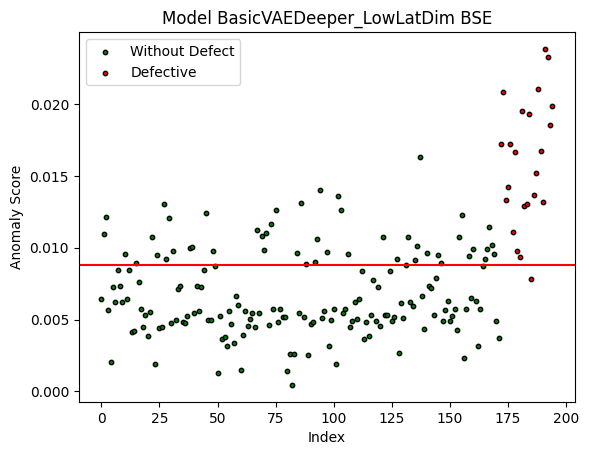 Model BasicVAEDeeper_LowLatDim BSE
Without Defect
Defective
Anomaly Score
0.020
0.015
0.010
0.005
0.000
0
25
50
75
100
125
150
175
200
Index